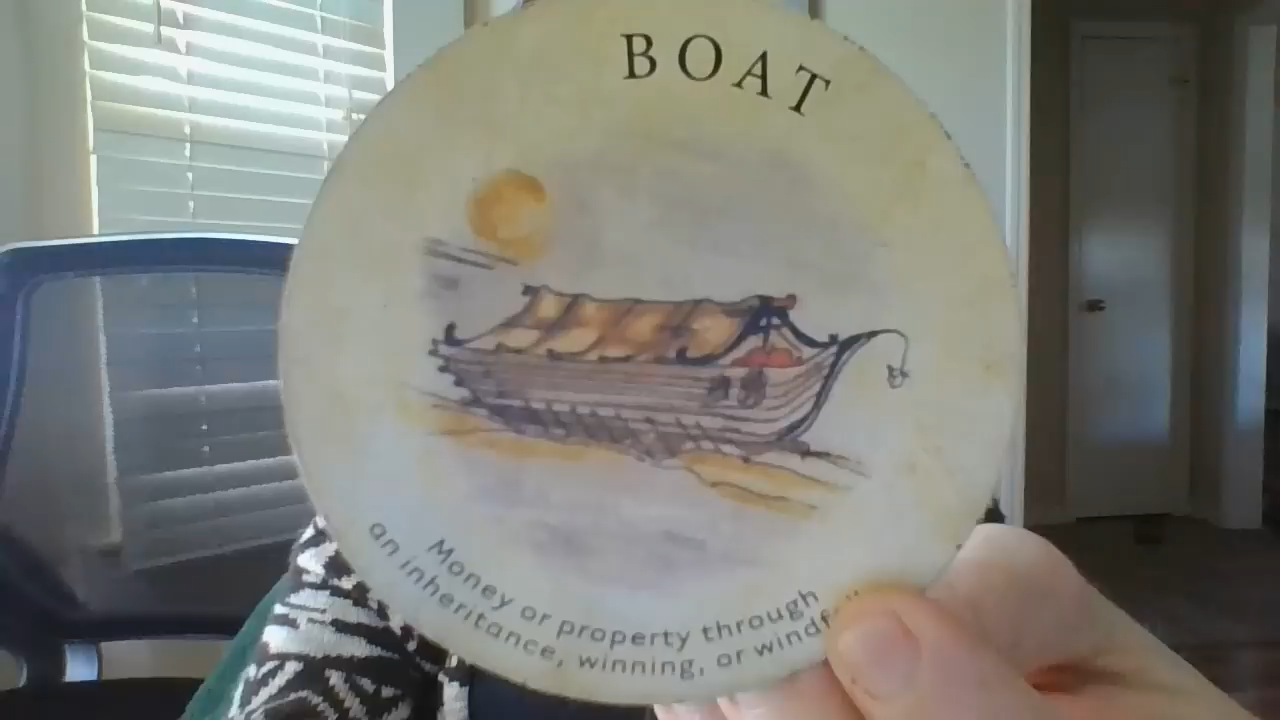 BOAT
Money or property through
an inheritance, winning, or